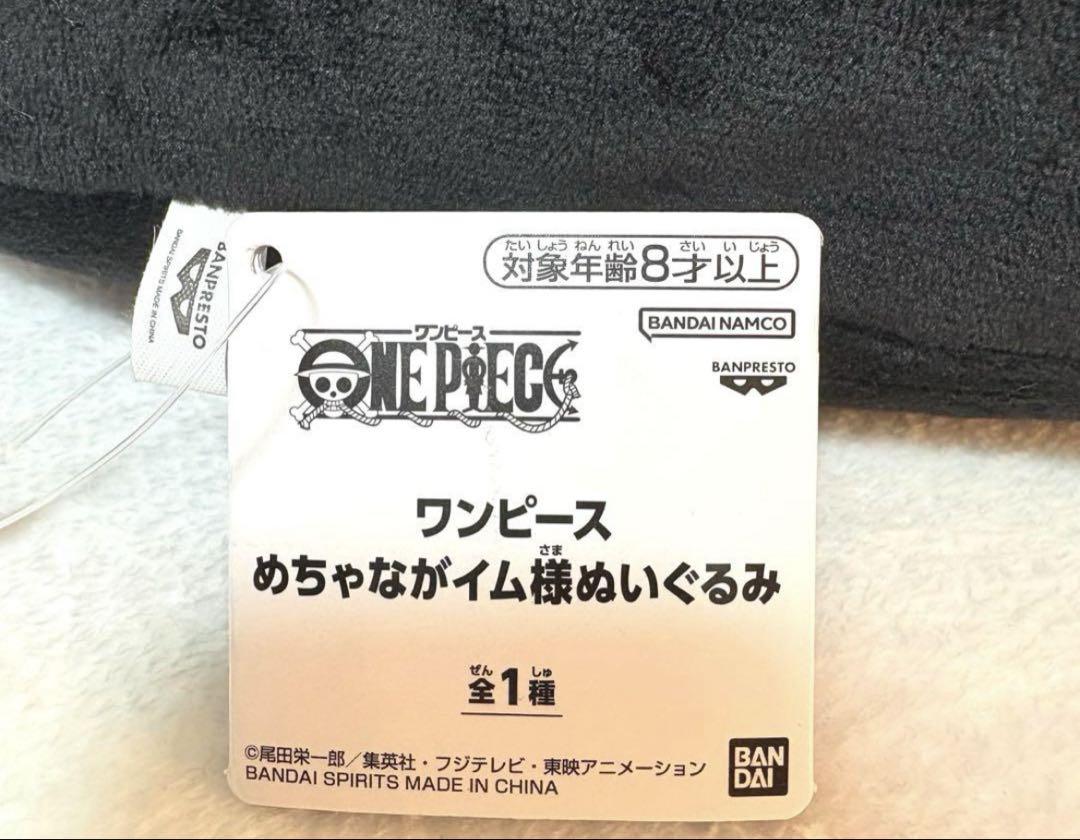 対象年齢8才以上
たいしょうねんれい さいいじょう
BANDAI NAMCO
BANPRESTO
ワンピース
ONE PIECE
ワンピース
めちゃながイム様ぬいぐるみ
さま
全1種
ぜん しゅ
©尾田栄一郎／集英社・フジテレビ・東映アニメーション
BANDAI SPIRITS MADE IN CHINA
BAN
DAI
BANPRESTO
BANDAI SPIRITS MADE IN CHINA